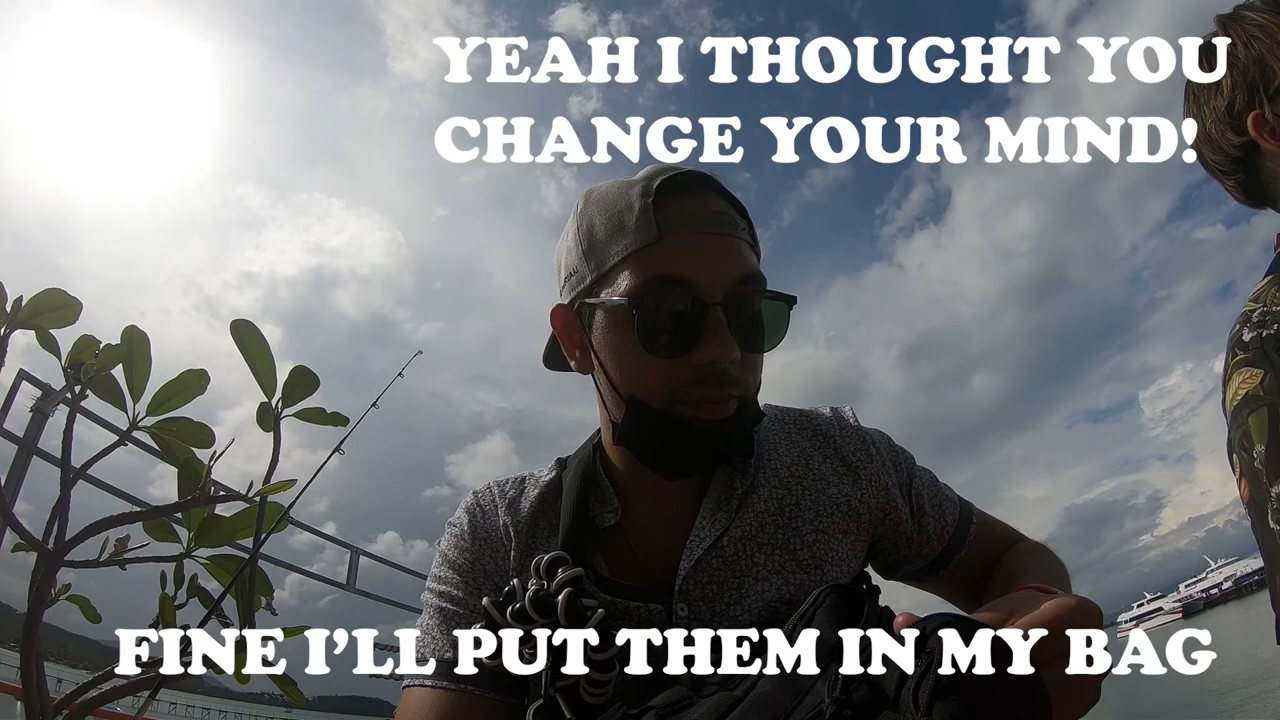 YEAH I THOUGHT YOU
CHANGE YOUR MIND!
FINE I'LL PUT THEM IN MY BAG